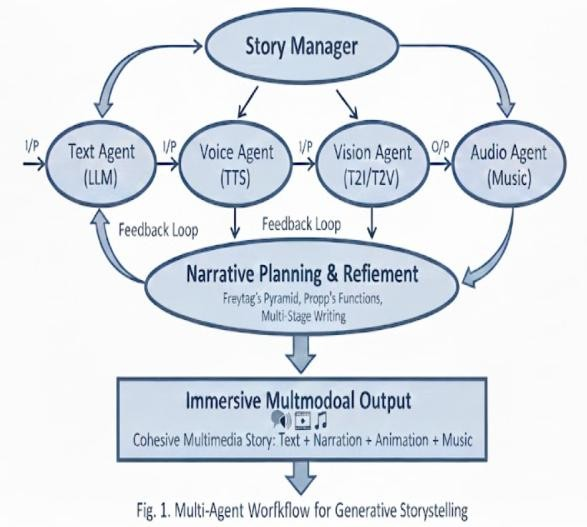 Story Manager
I/P
Text Agent
(LLM)
I/P
Voice Agent
(TTS)
I/P
Vision Agent
(T2I/T2V)
O/P
Audio Agent
(Music)
Feedback Loop
Feedback Loop
Narrative Planning & Refiement
Freytag's Pyramid, Propp's Functions,
Multi-Stage Writing
Immersive Multmodoal Output
Cohesive Multimedia Story: Text + Narration + Animation + Music
Fig. 1. Multi-Agent Worfkflow for Generative Storystelling